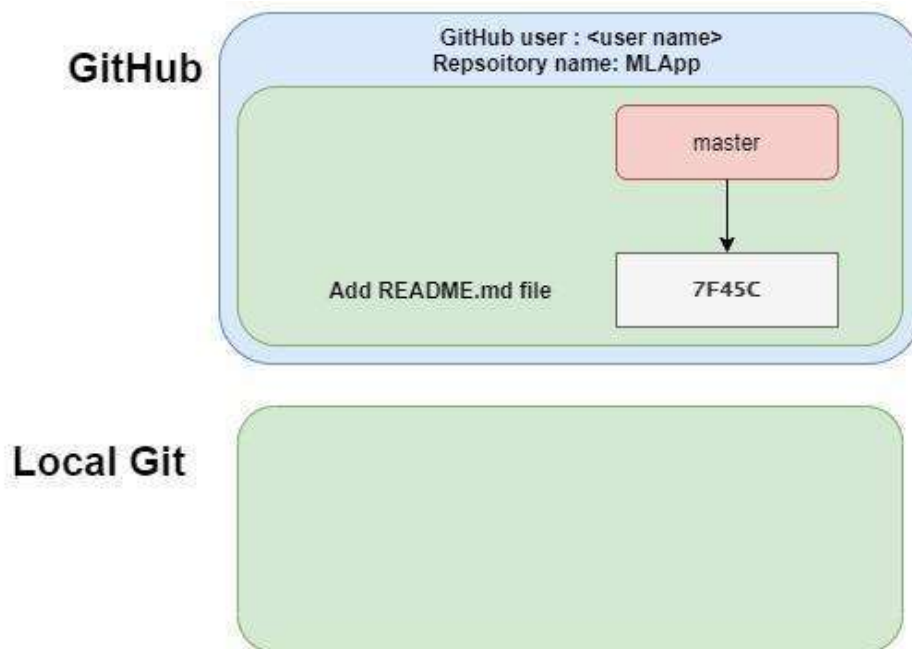 GitHub
GitHub user : <user name>
Repsoitory name: MLApp
master
Add README.md file
7F45C
Local Git